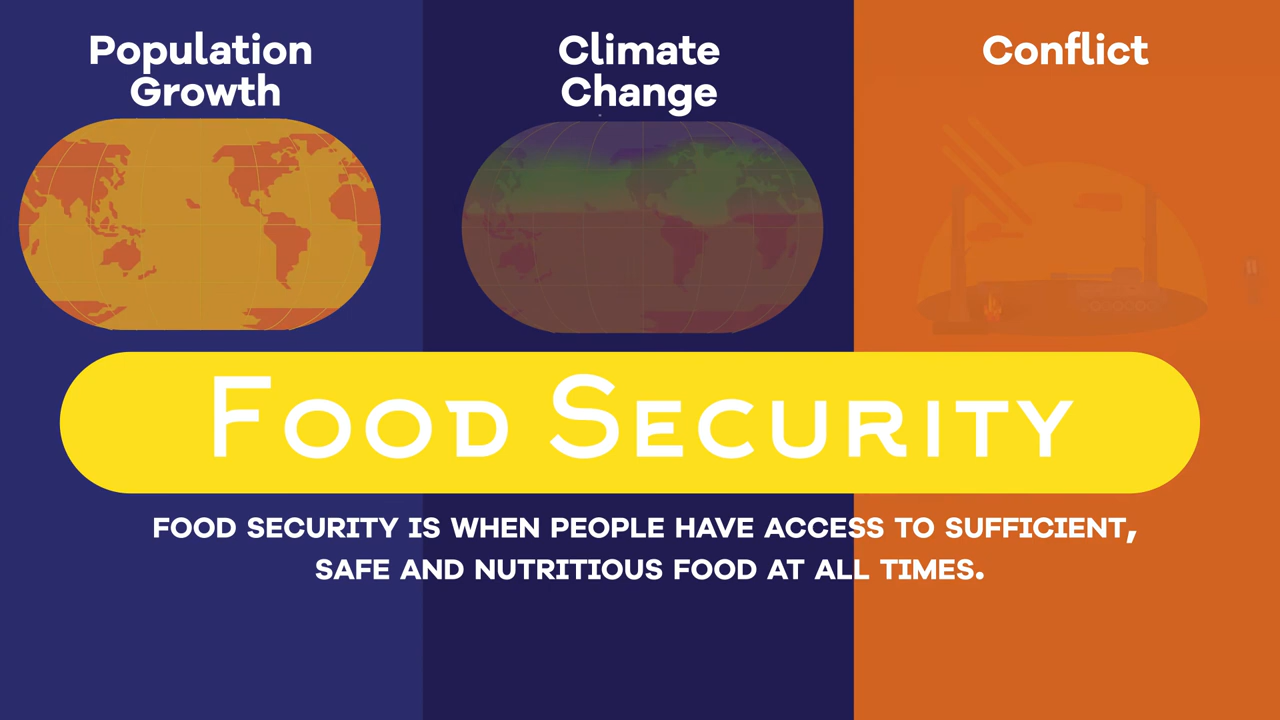 Population
Growth
Climate
Change
Conflict
Food Security
FOOD SECURITY IS WHEN PEOPLE HAVE ACCESS TO SUFFICIENT,
SAFE AND NUTRITIOUS FOOD AT ALL TIMES.